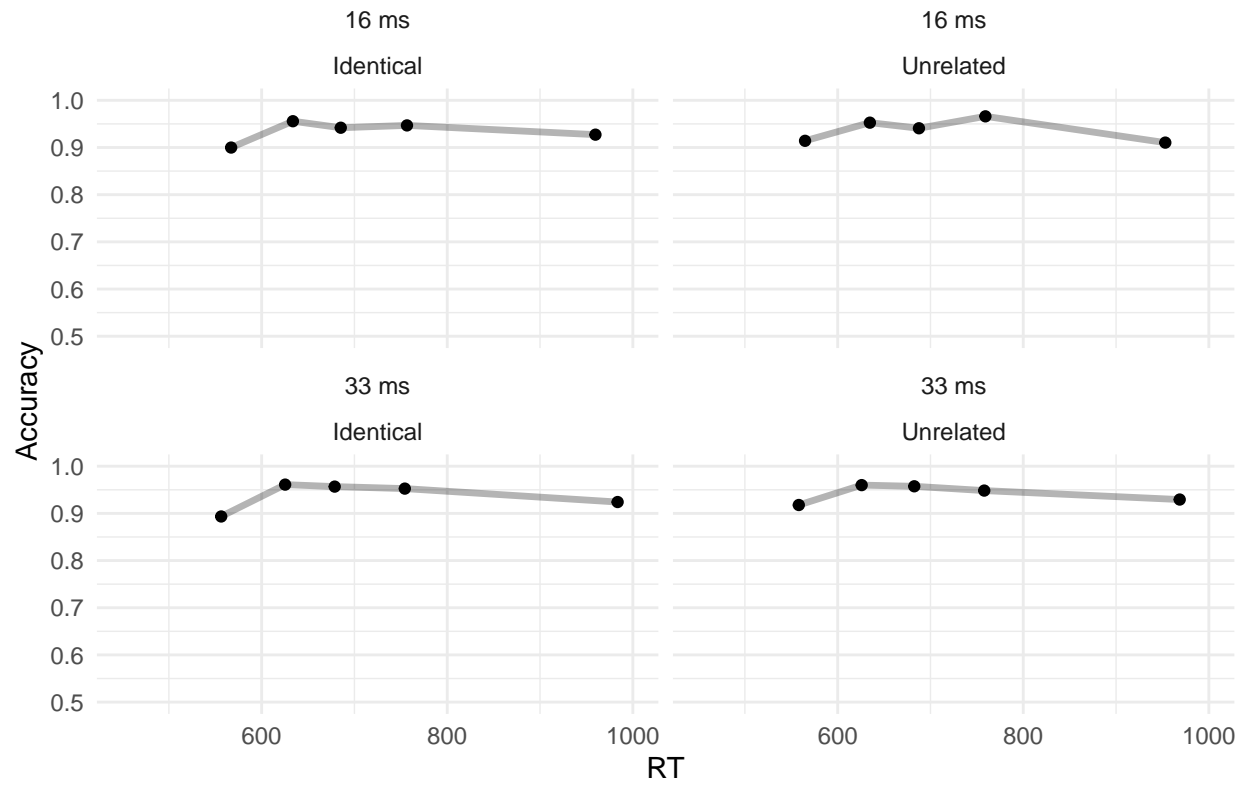 16 ms
Identical
16 ms
Unrelated
1.0
0.9
0.8
0.7
0.6
0.5
33 ms
Identical
33 ms
Unrelated
1.0
0.9
0.8
0.7
0.6
0.5
600 800 1000
600 800 1000
Accuracy
RT